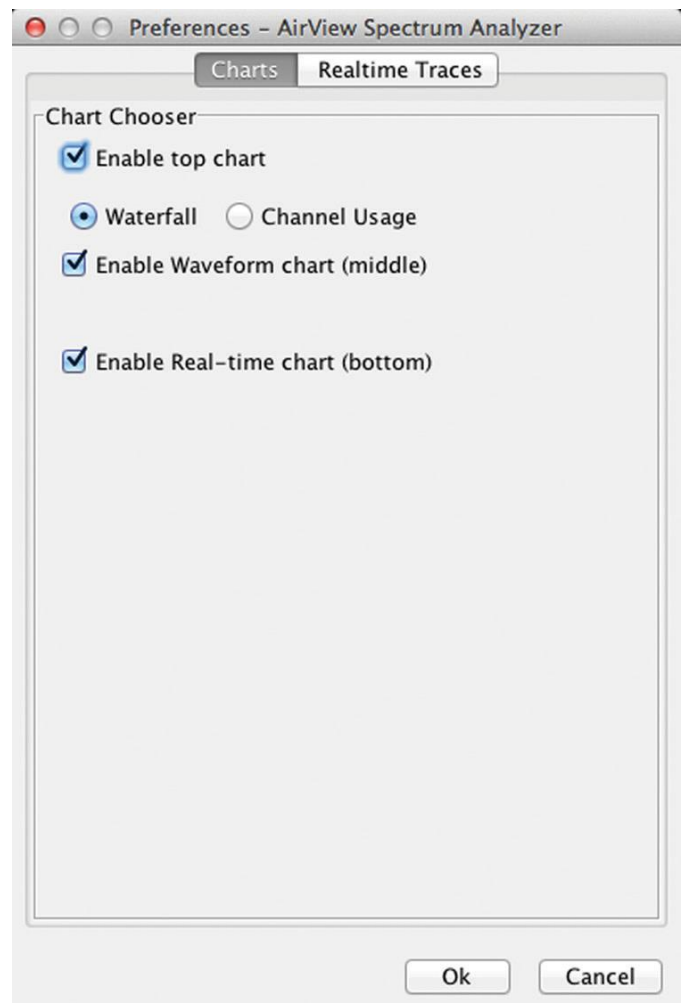 Preferences – AirView Spectrum Analyzer
Charts Realtime Traces
Chart Chooser
Enable top chart
Waterfall Channel Usage
Enable Waveform chart (middle)
Enable Real-time chart (bottom)
Ok Cancel